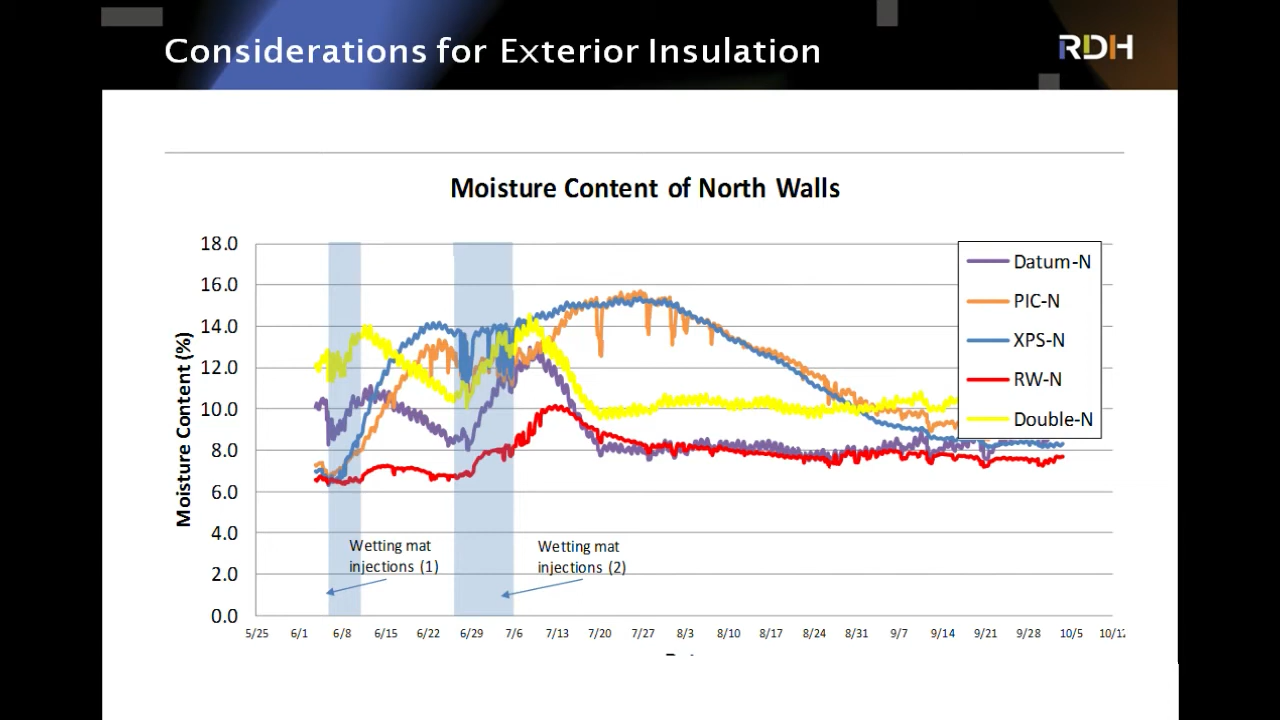 Considerations for Exterior Insulation
RDH
Moisture Content of North Walls
Moisture Content (%)
18.0
16.0
14.0
12.0
10.0
8.0
6.0
4.0
2.0
0.0
Datum-N
PIC-N
XPS-N
RW-N
Double-N
Wetting mat
injections (1)
Wetting mat
injections (2)
5/25 6/1 6/8 6/15 6/22 6/29 7/6 7/13 7/20 7/27 8/3 8/10 8/17 8/24 8/31 9/7 9/14 9/21 9/28 10/5 10/12